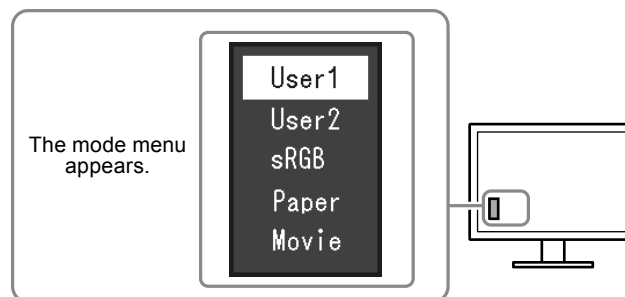 The mode menu
appears.
User1
User2
sRGB
Paper
Movie